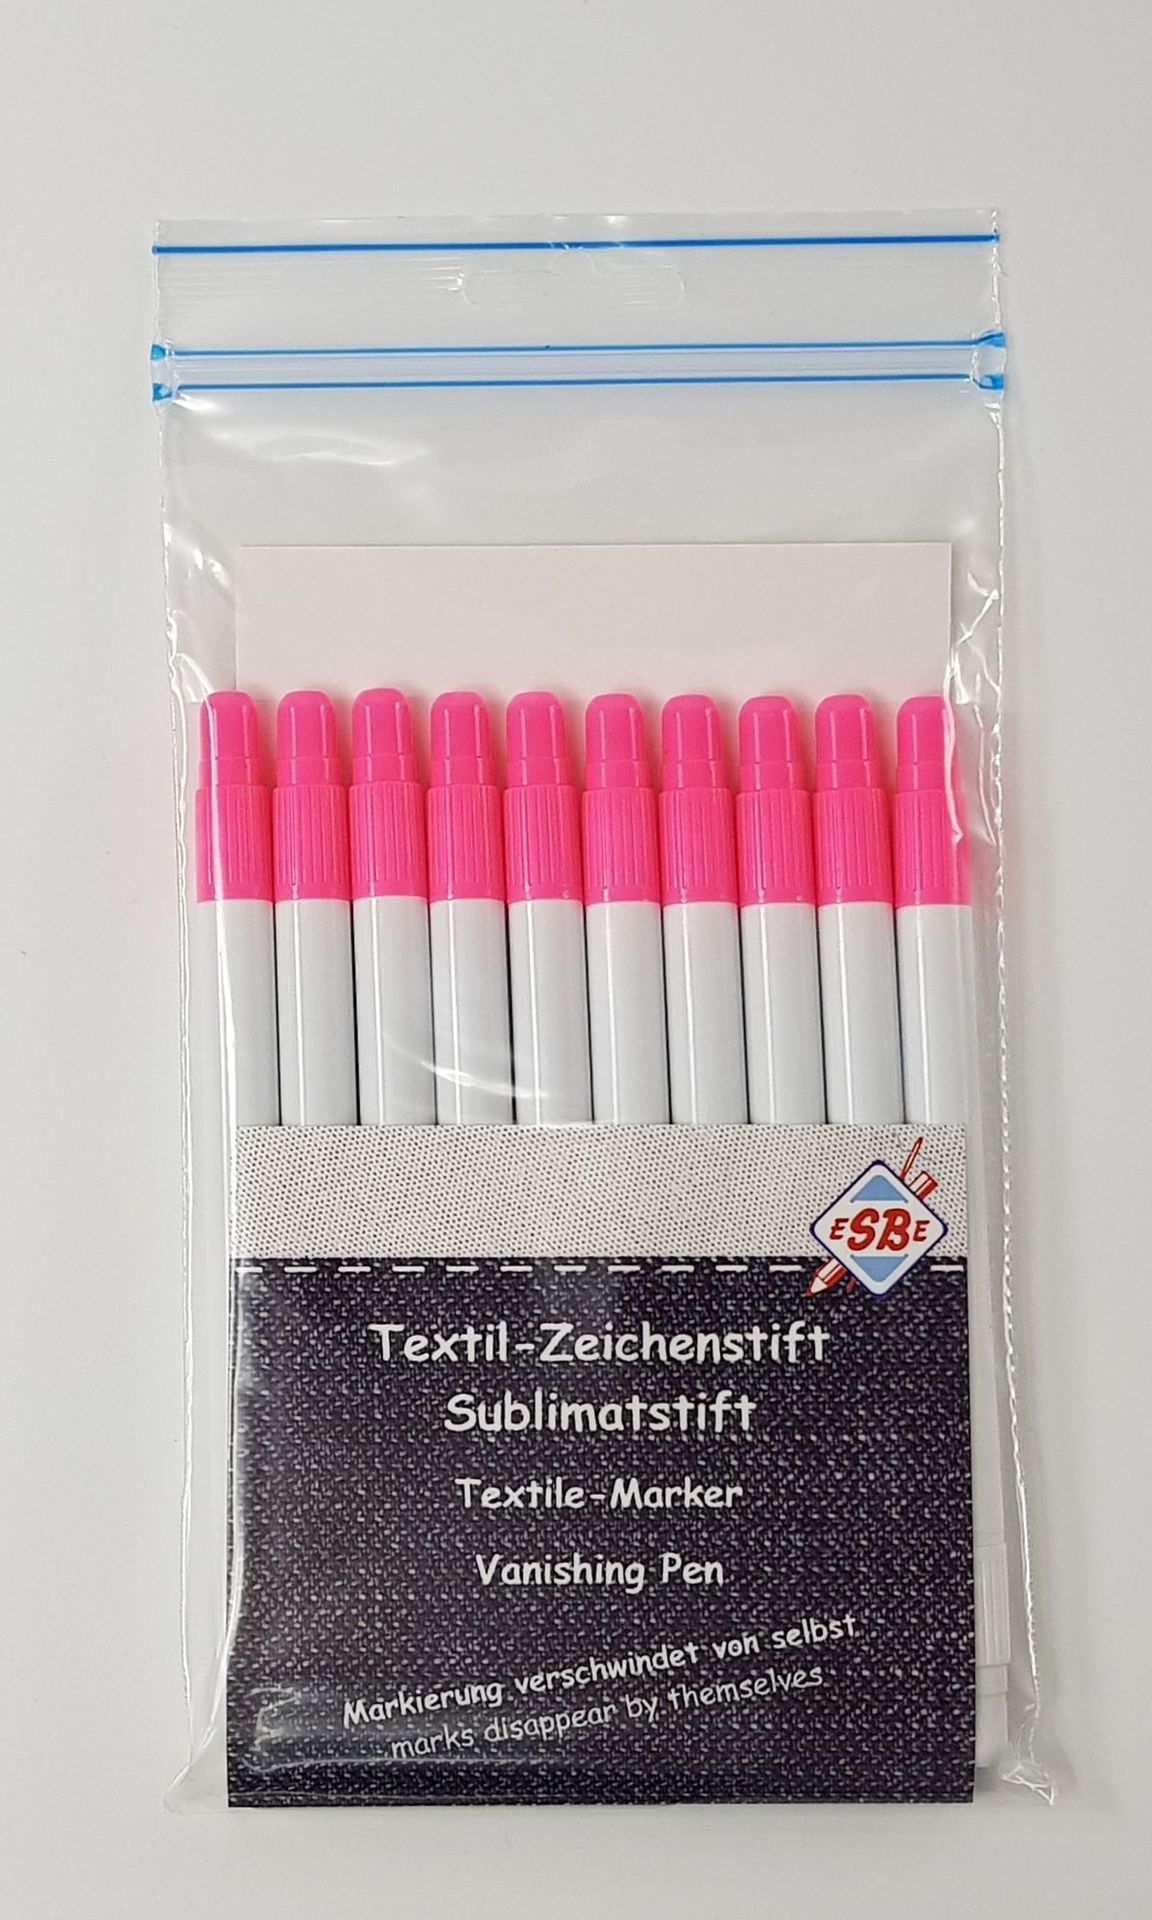 ESBE
Textil-Zeichenstift
Sublimatstift
Textile-Marker
Vanishing Pen
Markierung verschwindet von selbst
marks disappear by themselves